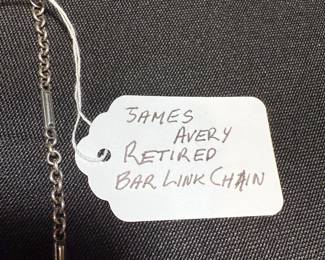 JAMES
AVERY
RETIRED
BAR LINK CHAIN